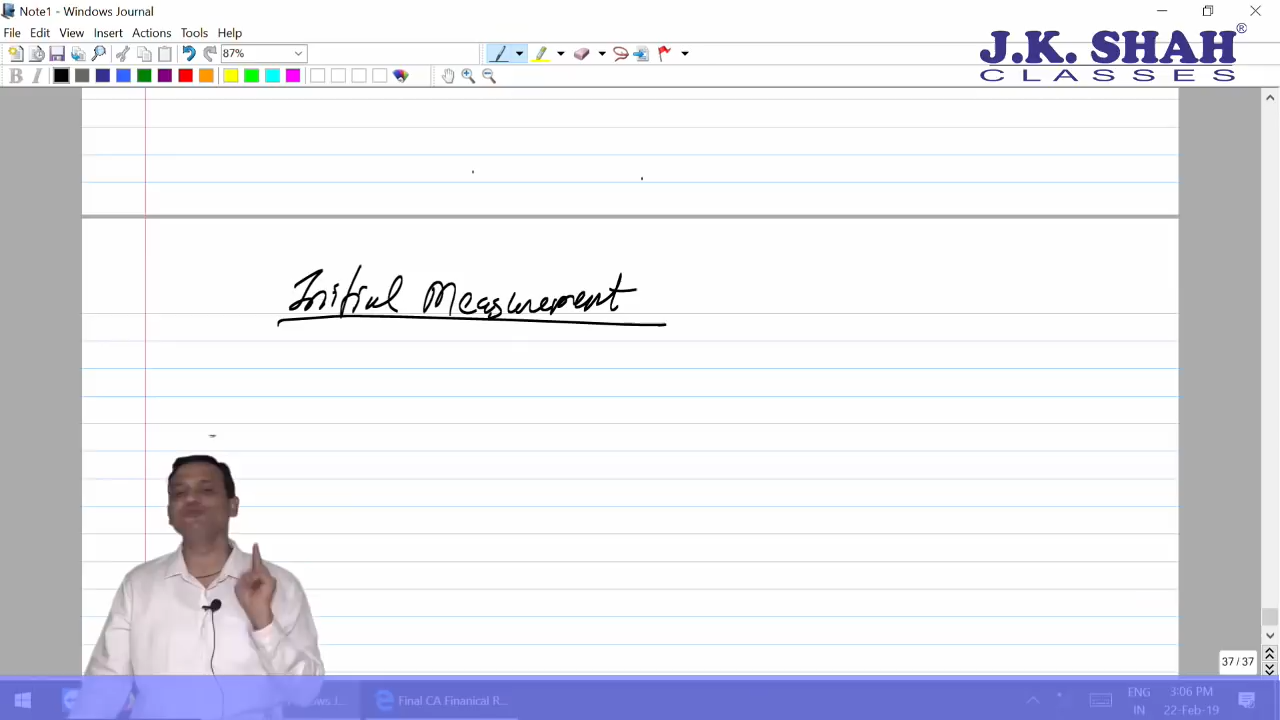 Note1 - Windows Journal
File Edit View Insert Actions Tools Help
87%
B I
J.K. SHAH®
CLASSES
Initial Measurement
37 / 37
Final CA Finanical R...
ENG
IN
3:06 PM
22-Feb-19